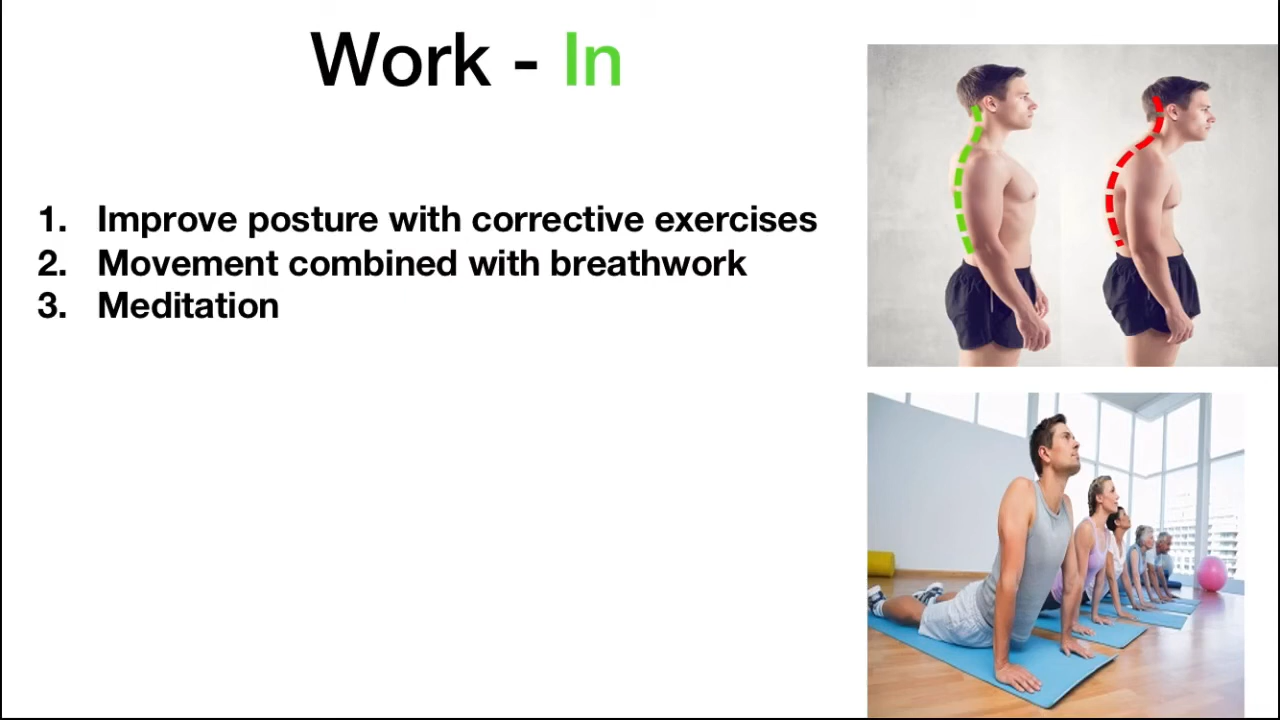 Work - In
1. Improve posture with corrective exercises
2. Movement combined with breathwork
3. Meditation